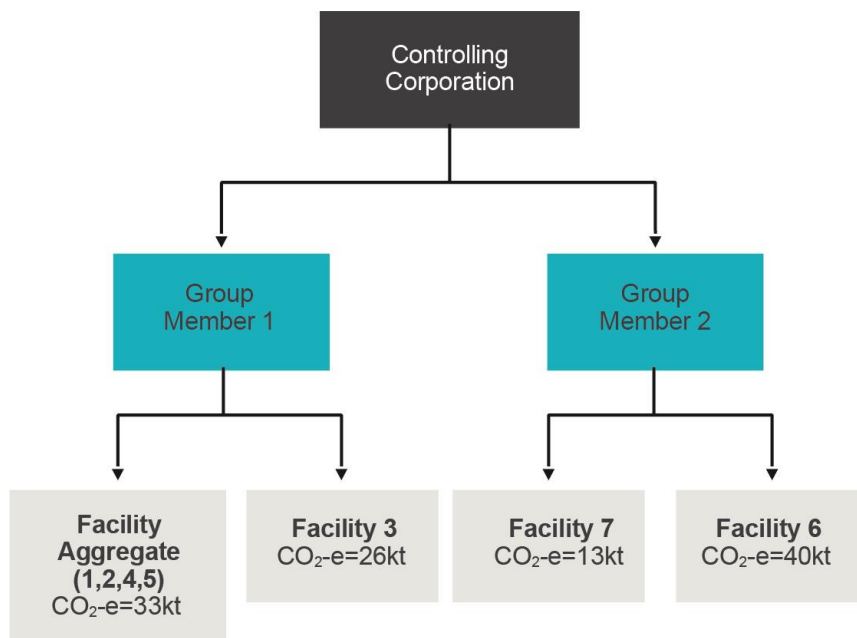 Controlling
Corporation
Group
Member 1
Group
Member 2
Facility
Aggregate
(1,2,4,5)
CO₂-e=33kt
Facility 3
CO₂-e=26kt
Facility 7
CO₂-e=13kt
Facility 6
CO₂-e=40kt